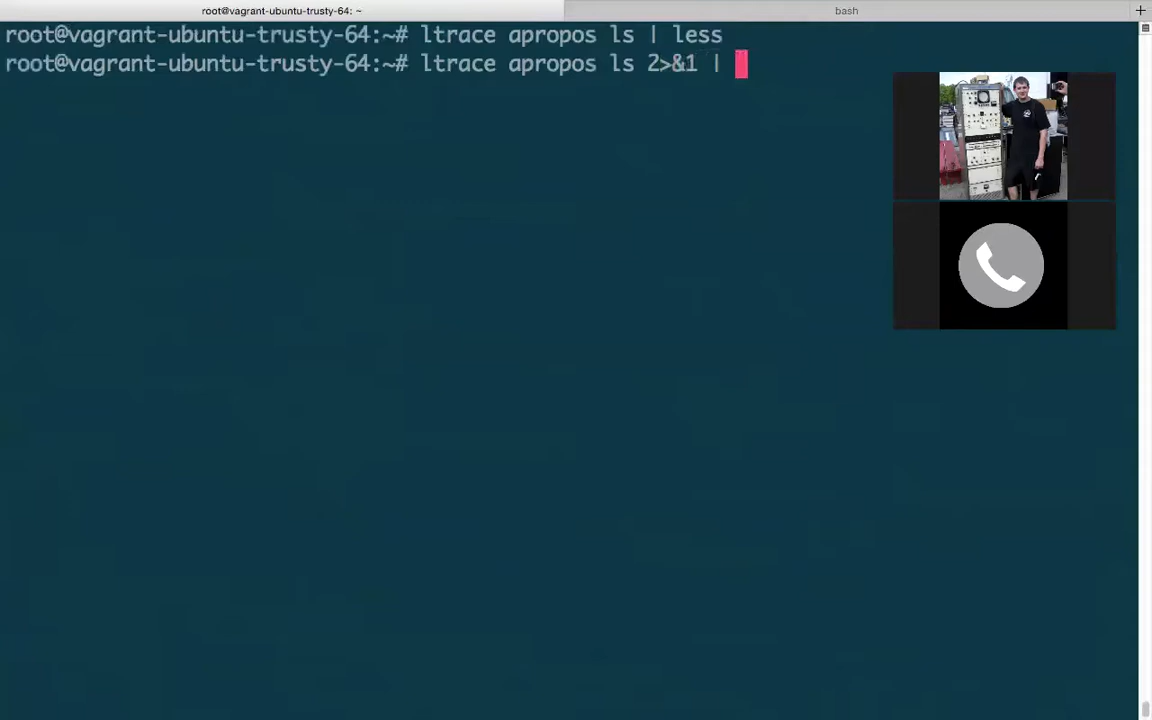 root@vagrant-ubuntu-trusty-64: ~
bash
root@vagrant-ubuntu-trusty-64:~# ltrace apropos ls | less
root@vagrant-ubuntu-trusty-64:~# ltrace apropos ls 2>&1 |